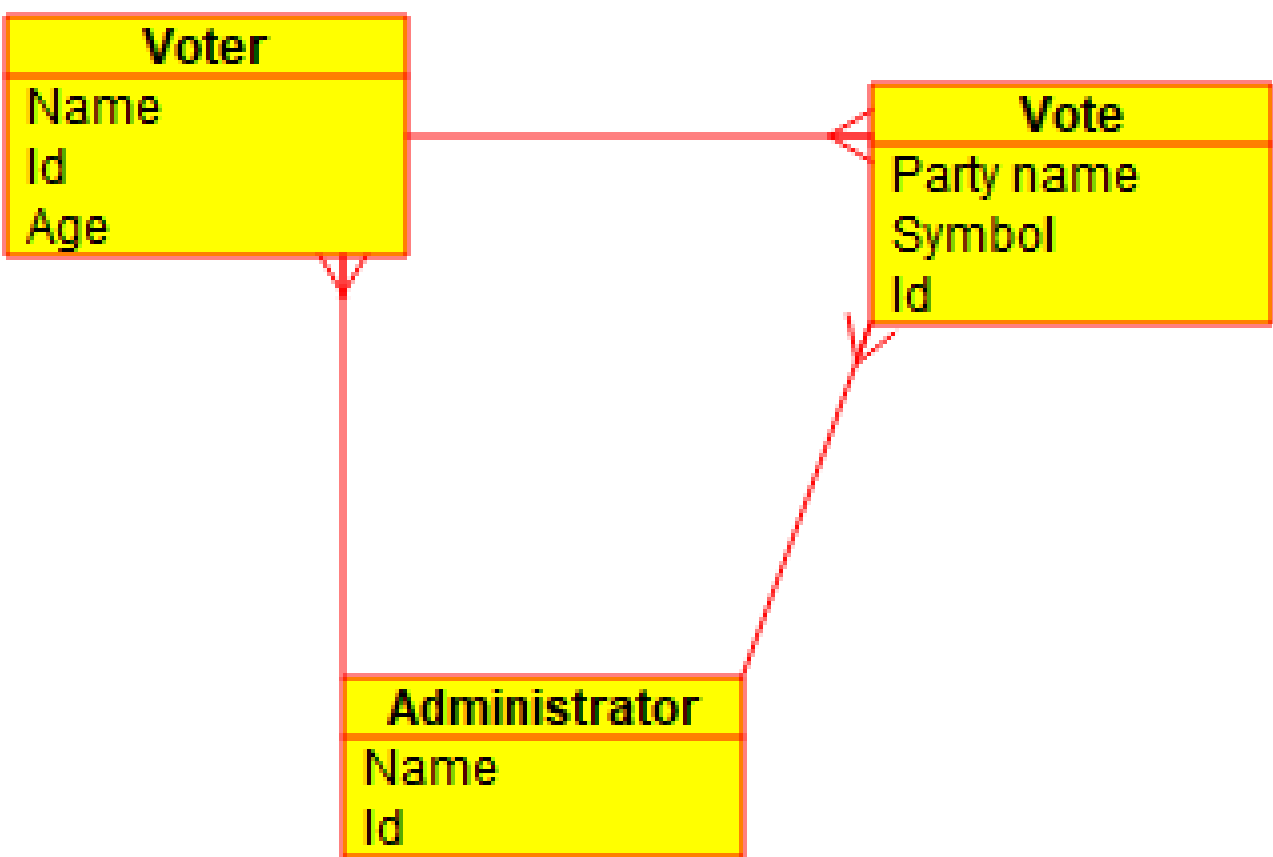 Voter
Name
Id
Age
Vote
Party name
Symbol
Id
Administrator
Name
Id